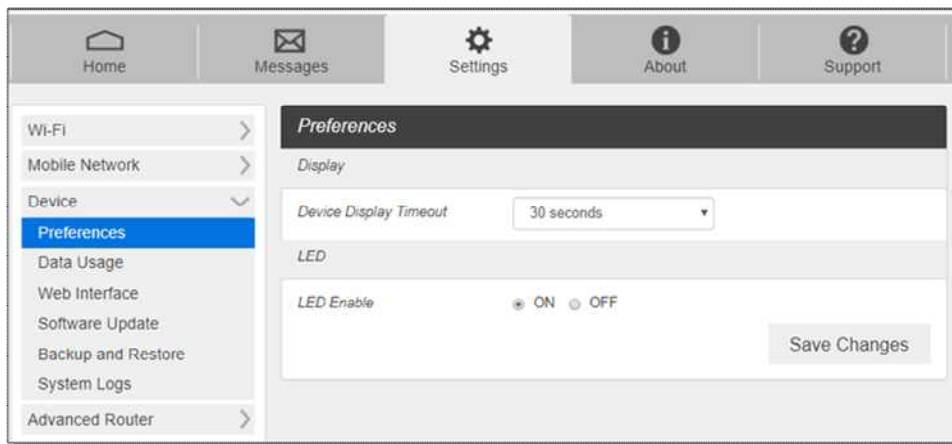 Home
Messages
Settings
About
Support
Wi-Fi
Mobile Network
Device
Preferences
Data Usage
Web Interface
Software Update
Backup and Restore
System Logs
Advanced Router
Preferences
Display
Device Display Timeout 30 seconds
LED
LED Enable ON OFF
Save Changes